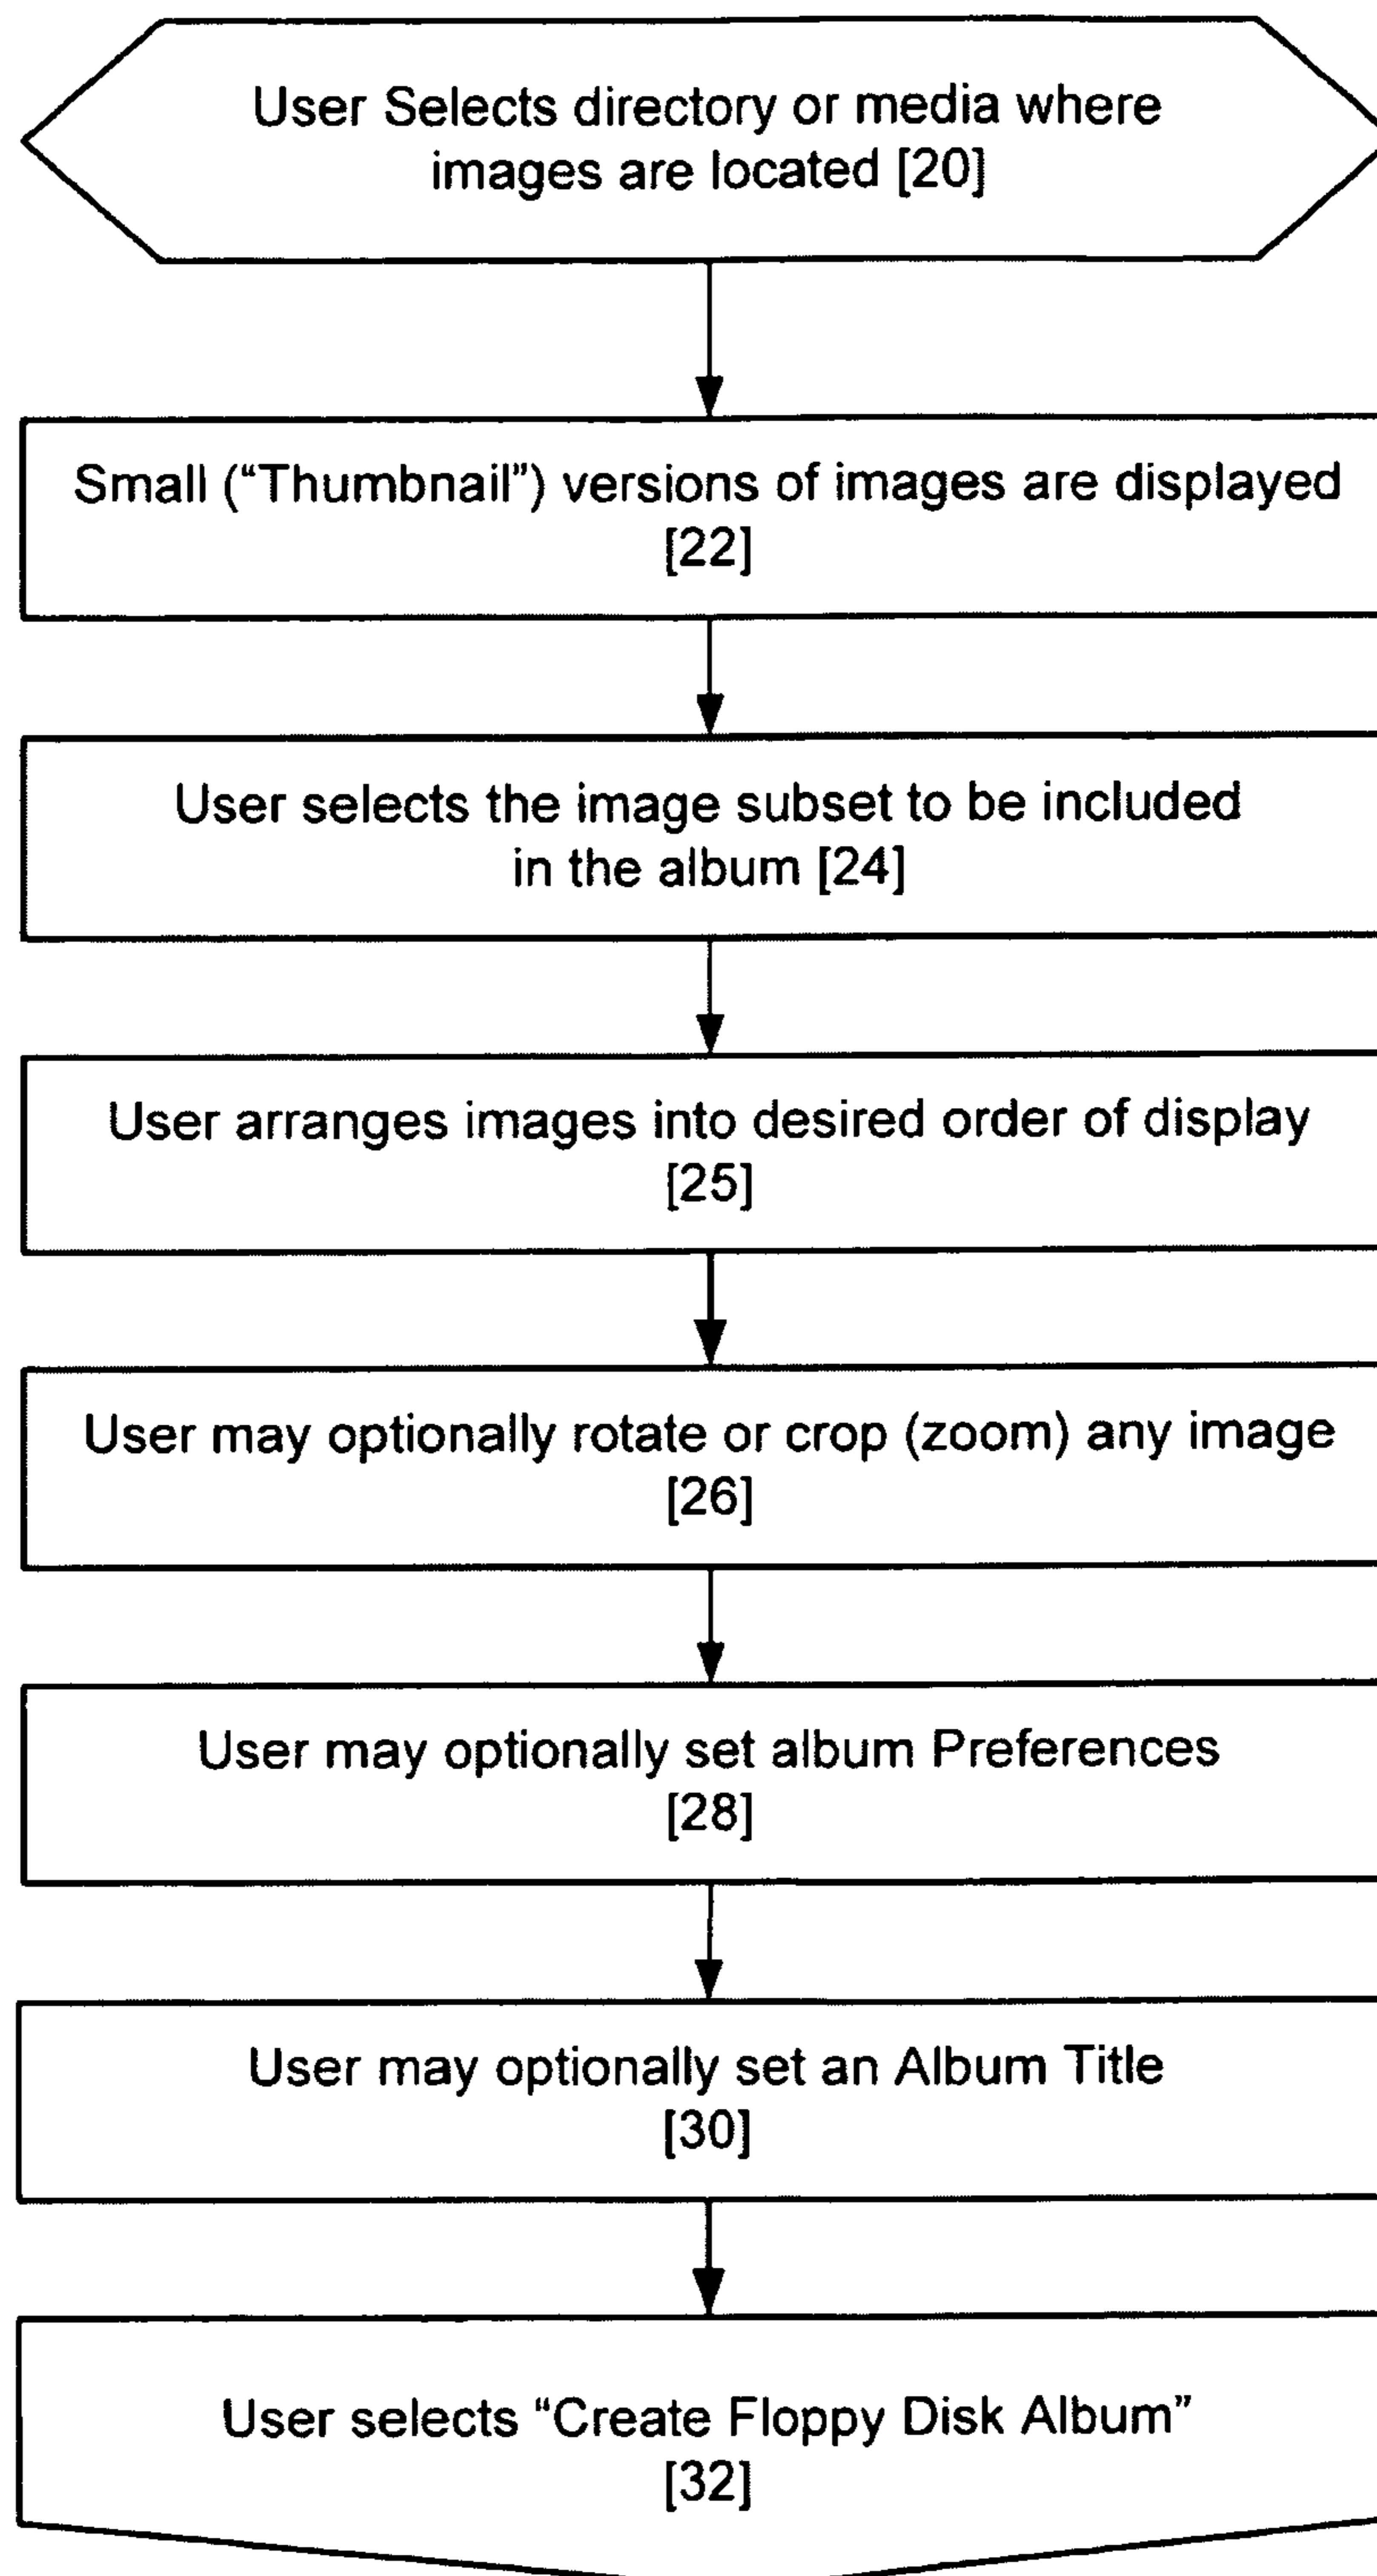 User Selects directory or media where
images are located [20]
Small (“Thumbnail”) versions of images are displayed
[22]
User selects the image subset to be included
in the album [24]
User arranges images into desired order of display
[25]
User may optionally rotate or crop (zoom) any image
[26]
User may optionally set album Preferences
[28]
User may optionally set an Album Title
[30]
User selects “Create Floppy Disk Album”
[32]